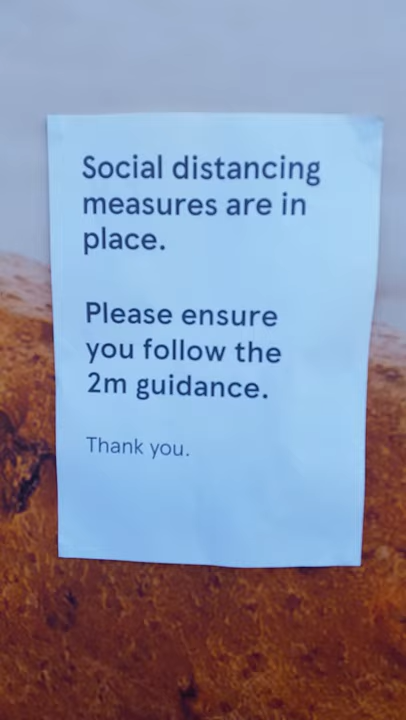 Social distancing
measures are in
place.
Please ensure
you follow the
2m guidance.
Thank you.